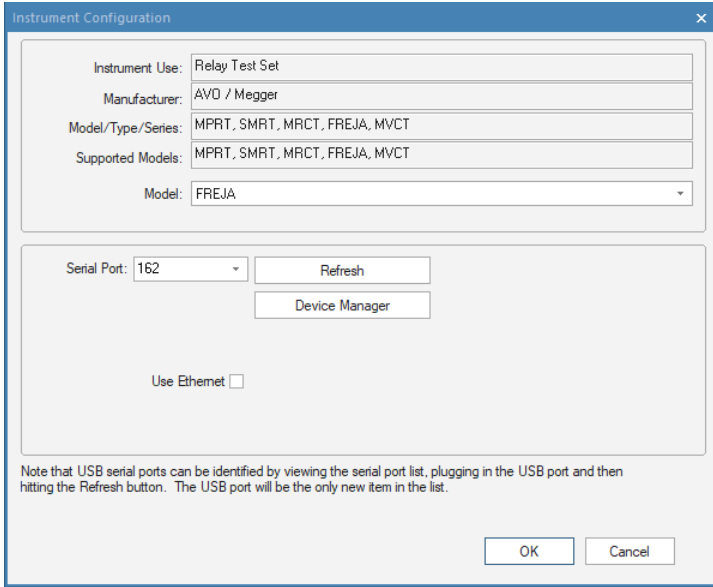 Instrument Configuration
Instrument Use: Relay Test Set
Manufacturer: AVO / Megger
Model/Type/Series: MPRT, SMRT, MRCT, FREJA, MVCT
Supported Models: MPRT, SMRT, MRCT, FREJA, MVCT
Model: FREJA
Serial Port: 162 Refresh
Device Manager
Use Ethernet
Note that USB serial ports can be identified by viewing the serial port list, plugging in the USB port and then
hitting the Refresh button. The USB port will be the only new item in the list.
OK Cancel